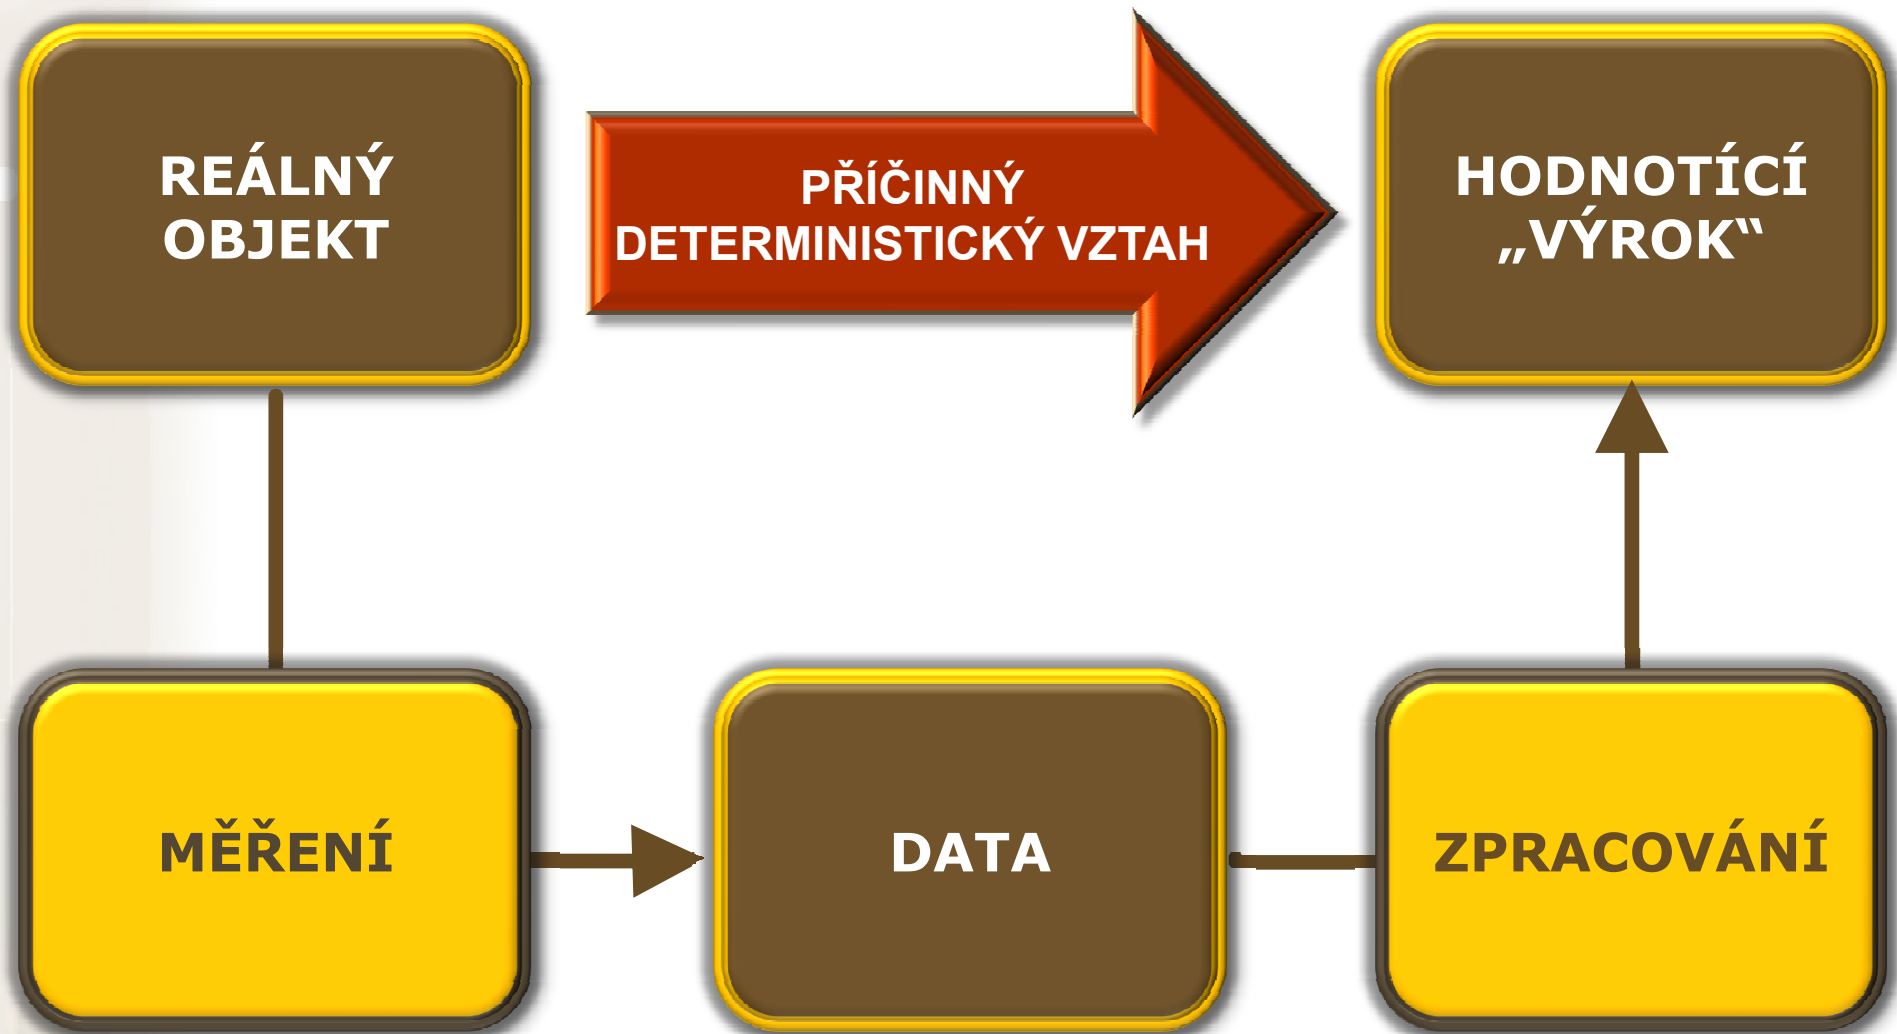 REÁLNÝ
OBJEKT
PŘÍČINNÝ
DETERMINISTICKÝ VZTAH
HODNOTÍCÍ
„VÝROK“
MĚŘENÍ
DATA
ZPRACOVÁNÍ